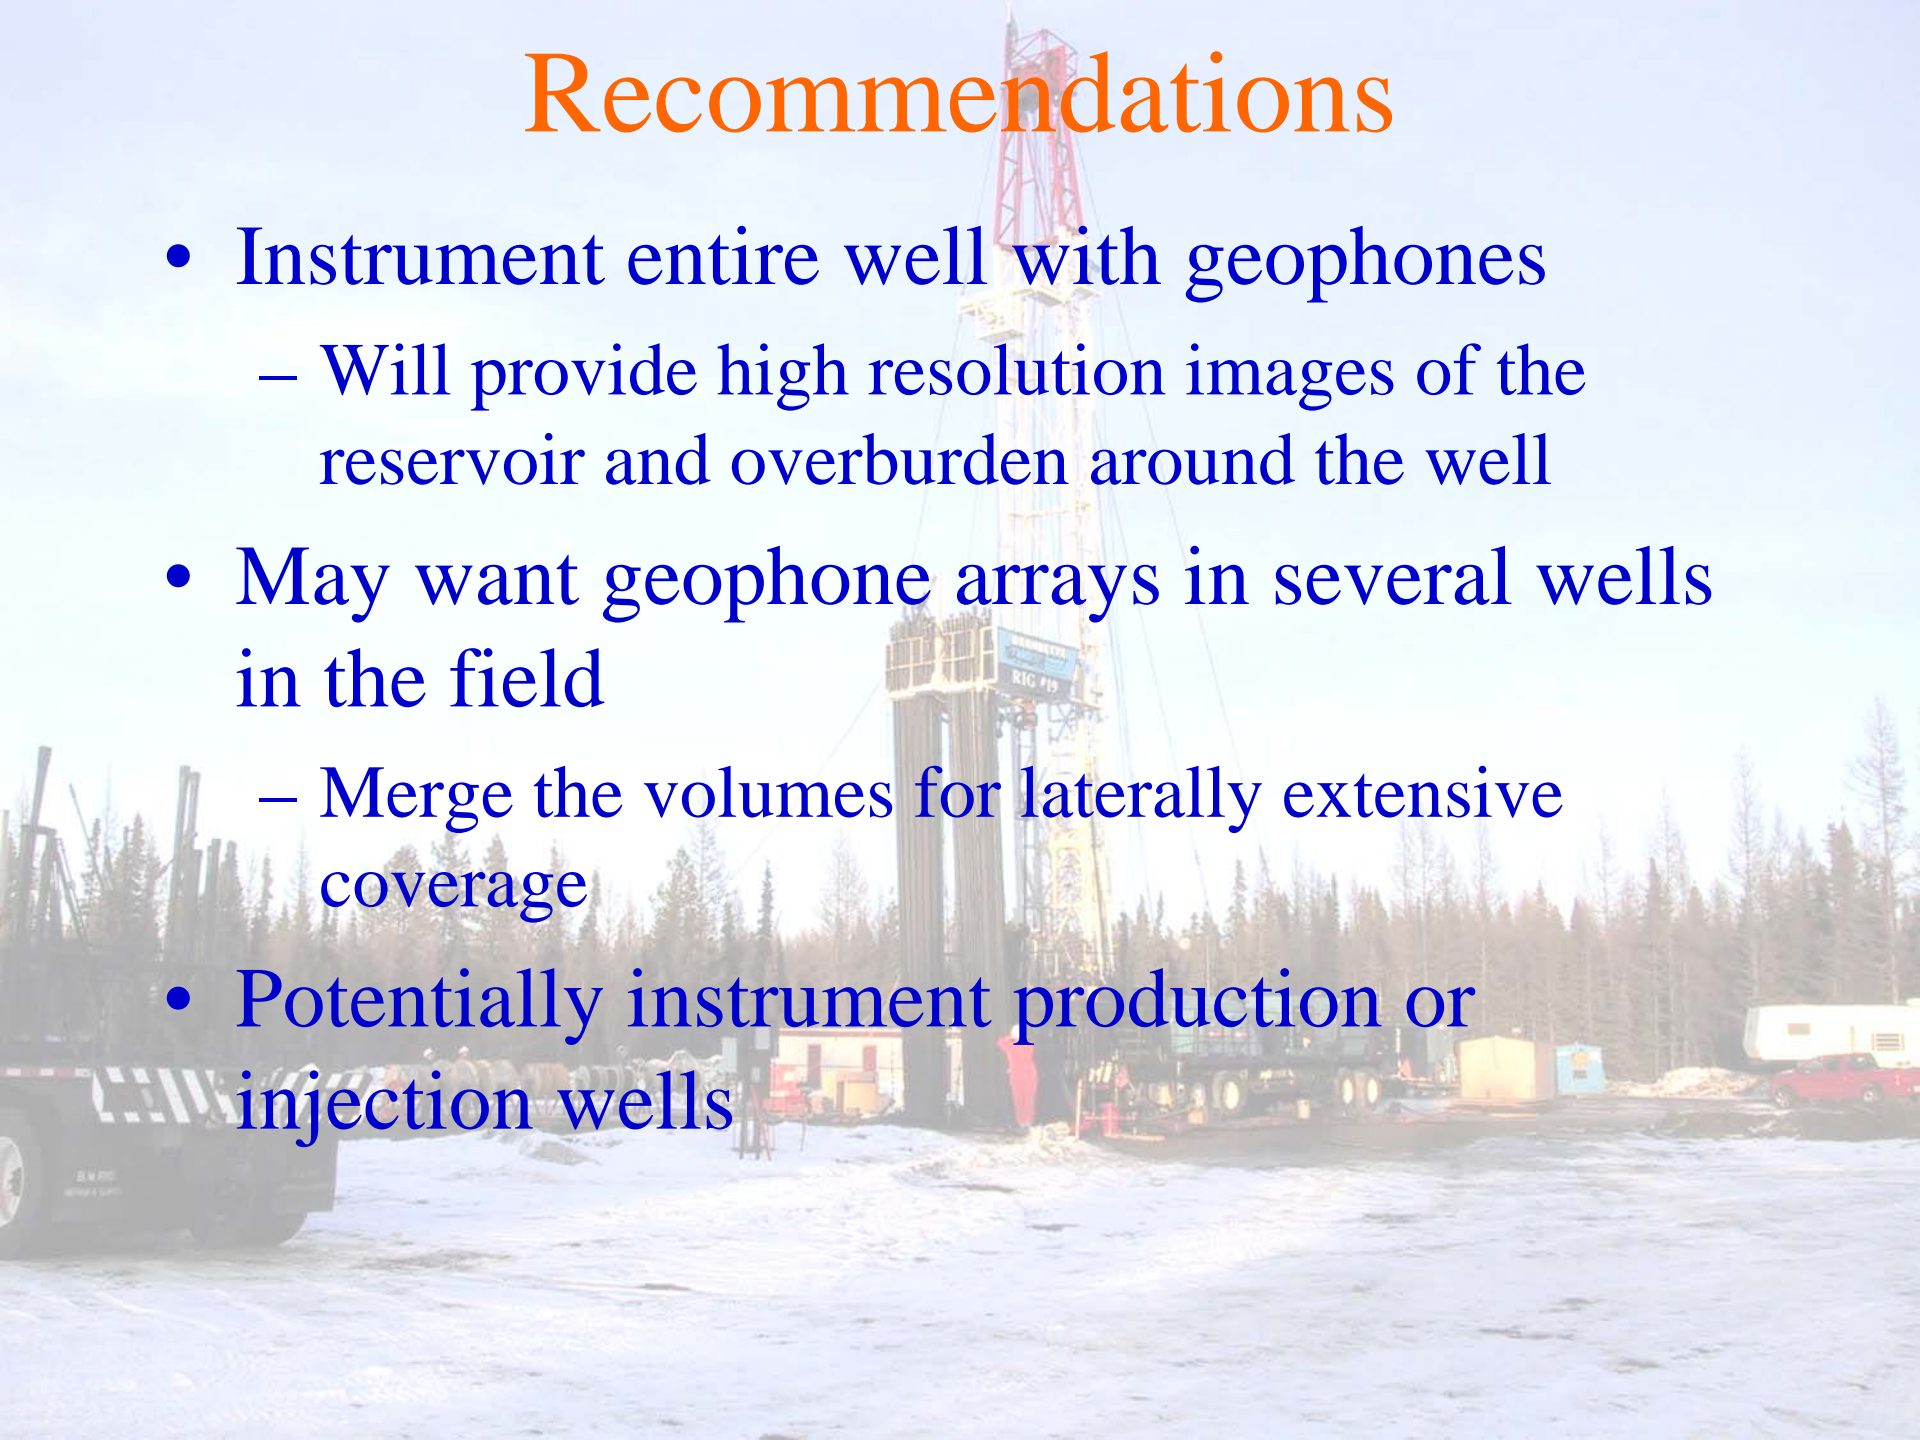 Recommendations
• Instrument entire well with geophones
– Will provide high resolution images of the
reservoir and overburden around the well
• May want geophone arrays in several wells
in the field
– Merge the volumes for laterally extensive
coverage
• Potentially instrument production or
injection wells
RIG #19